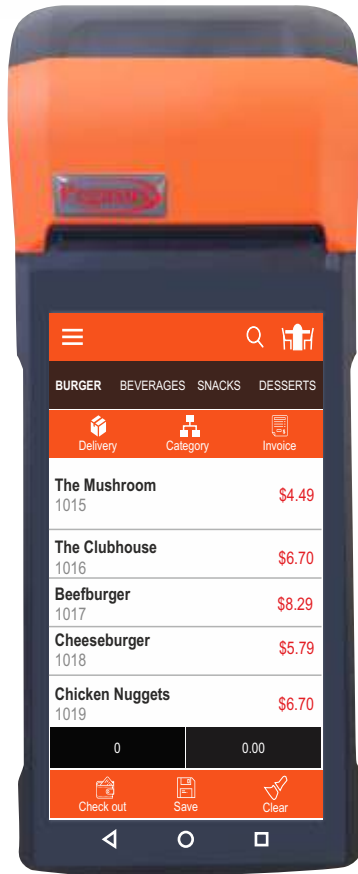 Pegasus
BURGER BEVERAGES SNACKS DESSERTS
Delivery Category Invoice
The Mushroom
1015
$4.49
The Clubhouse
1016
$6.70
Beefburger
1017
$8.29
Cheeseburger
1018
$5.79
Chicken Nuggets
1019
$6.70
0 0.00
Check out Save Clear